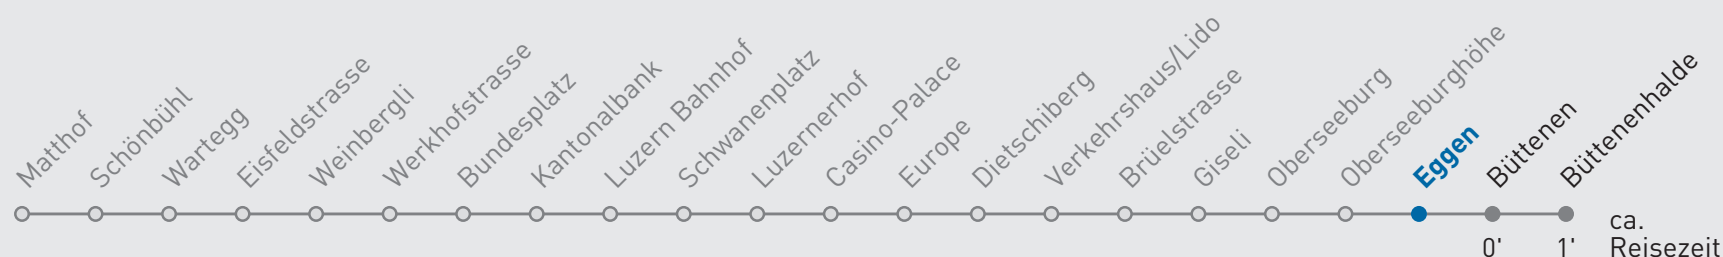 Matthof
Schönbühl
Wartegg
Eisfeldstrasse
Weinbergli
Werkhofstrasse
Bundesplatz
Kantonalbank
Luzern Bahnhof
Schwanenplatz
Luzernerhof
Casino-Palace
Europe
Dietschiberg
Verkehrshaus/Lido
Brüelstrasse
Giseli
Oberseeburg
Oberseeburghöhe
Eggen
Büttenen
Büttenenhalde
ca.
0' 1' Reisezeit